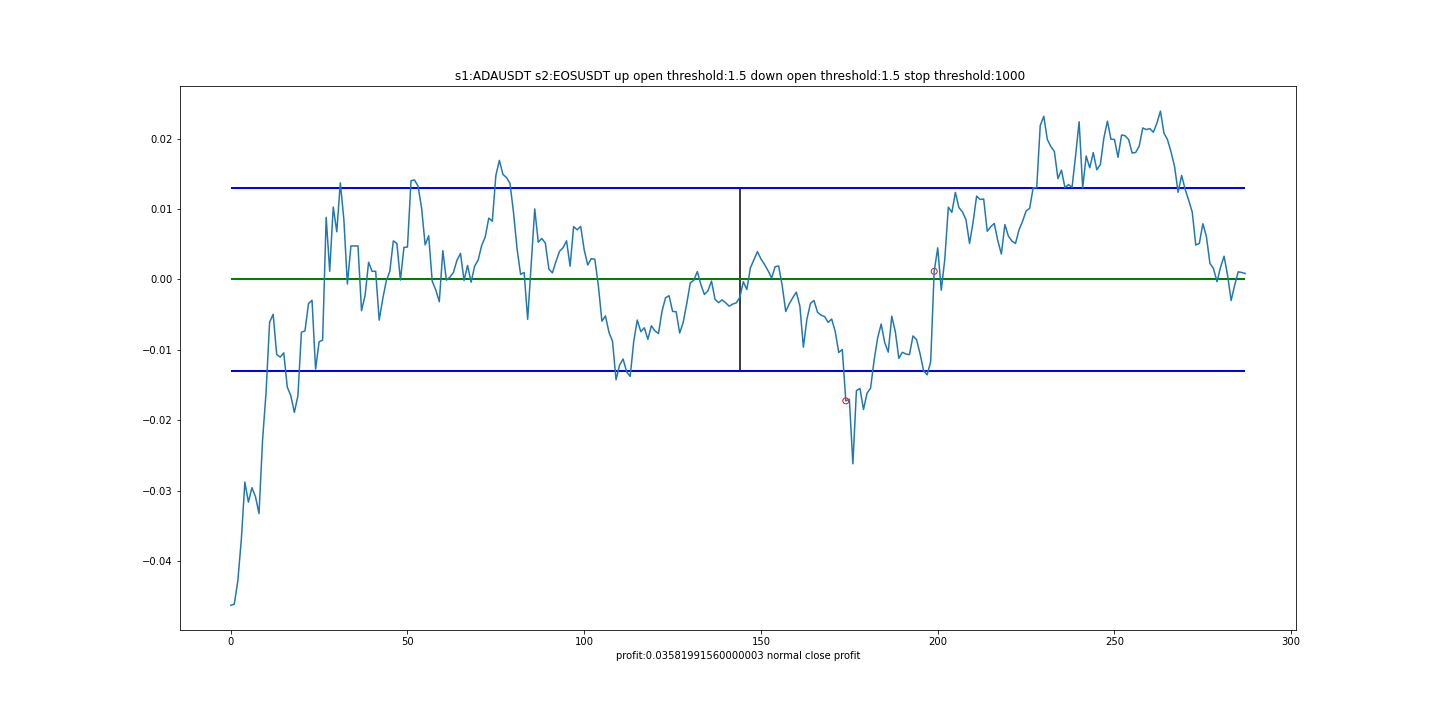 s1:ADAUSDT s2:EOSUSDT up open threshold:1.5 down open threshold:1.5 stop threshold:1000
0.02
0.01
0.00
−0.01
−0.02
−0.03
−0.04
0 50 100 150 200 250 300
profit:0.03581991560000003 normal close profit